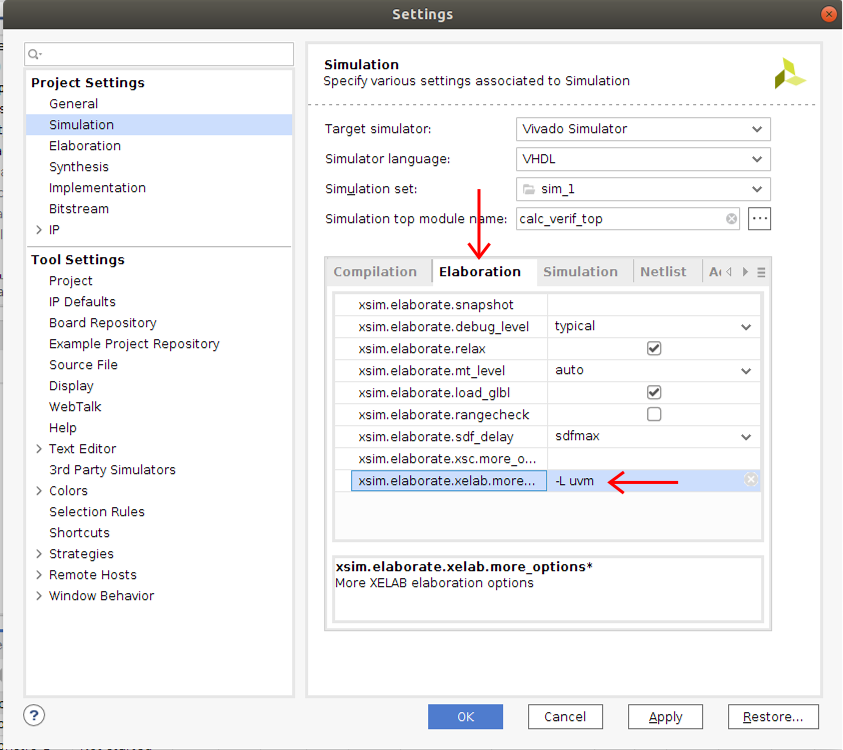 Settings
Project Settings
General
Simulation
Elaboration
Synthesis
Implementation
Bitstream
IP
Tool Settings
Project
IP Defaults
Board Repository
Example Project Repository
Source File
Display
WebTalk
Help
Text Editor
3rd Party Simulators
Colors
Selection Rules
Shortcuts
Strategies
Remote Hosts
Window Behavior
Simulation
Specify various settings associated to Simulation
Target simulator: Vivado Simulator
Simulator language: VHDL
Simulation set: sim_1
Simulation top module name: calc_verif_top ...
Compilation Elaboration Simulation Netlist
xsim.elaborate.snapshot
xsim.elaborate.debug_level typical
xsim.elaborate.relax
xsim.elaborate.mt_level auto
xsim.elaborate.load_glbl
xsim.elaborate.rangecheck
xsim.elaborate.sdf_delay sdfmax
xsim.elaborate.xsc.more_o...
xsim.elaborate.xelab.more... -L uvm
xsim.elaborate.xelab.more_options*
More XELAB elaboration options
? OK Cancel Apply Restore...